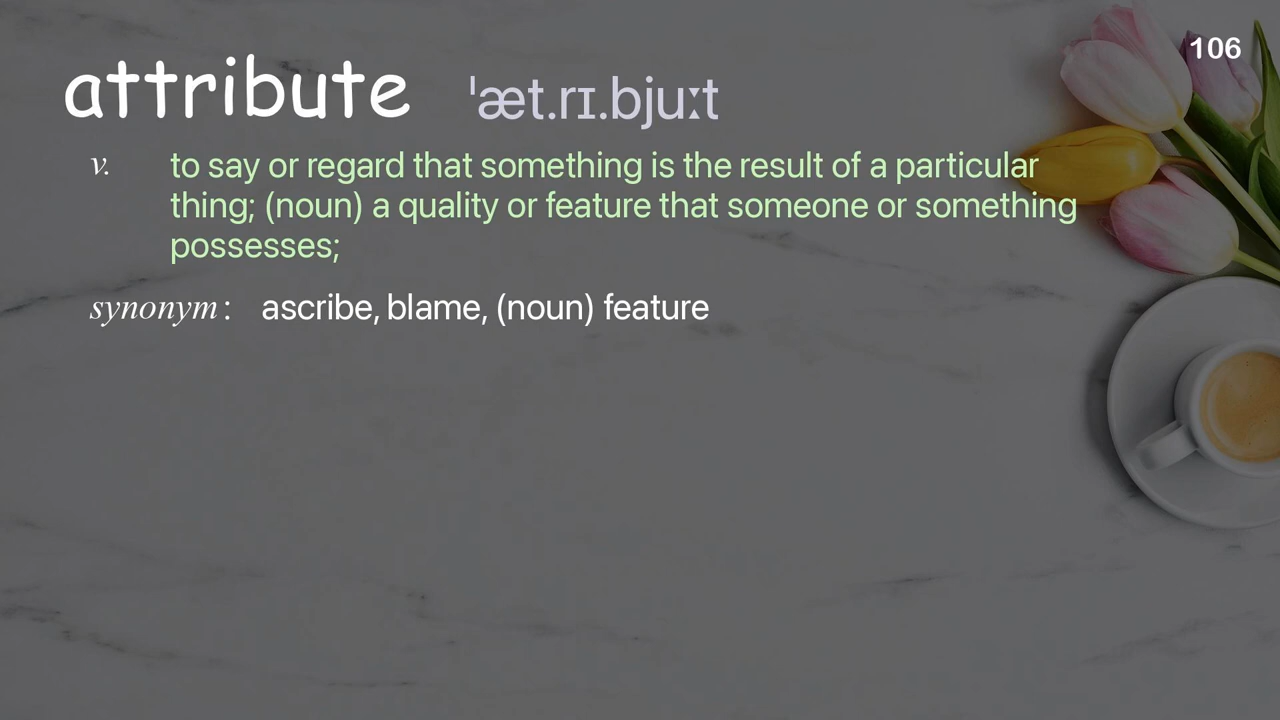 106
attribute ˈæt.rɪ.bjuːt
v. to say or regard that something is the result of a particular
thing; (noun) a quality or feature that someone or something
possesses;
synonym: ascribe, blame, (noun) feature